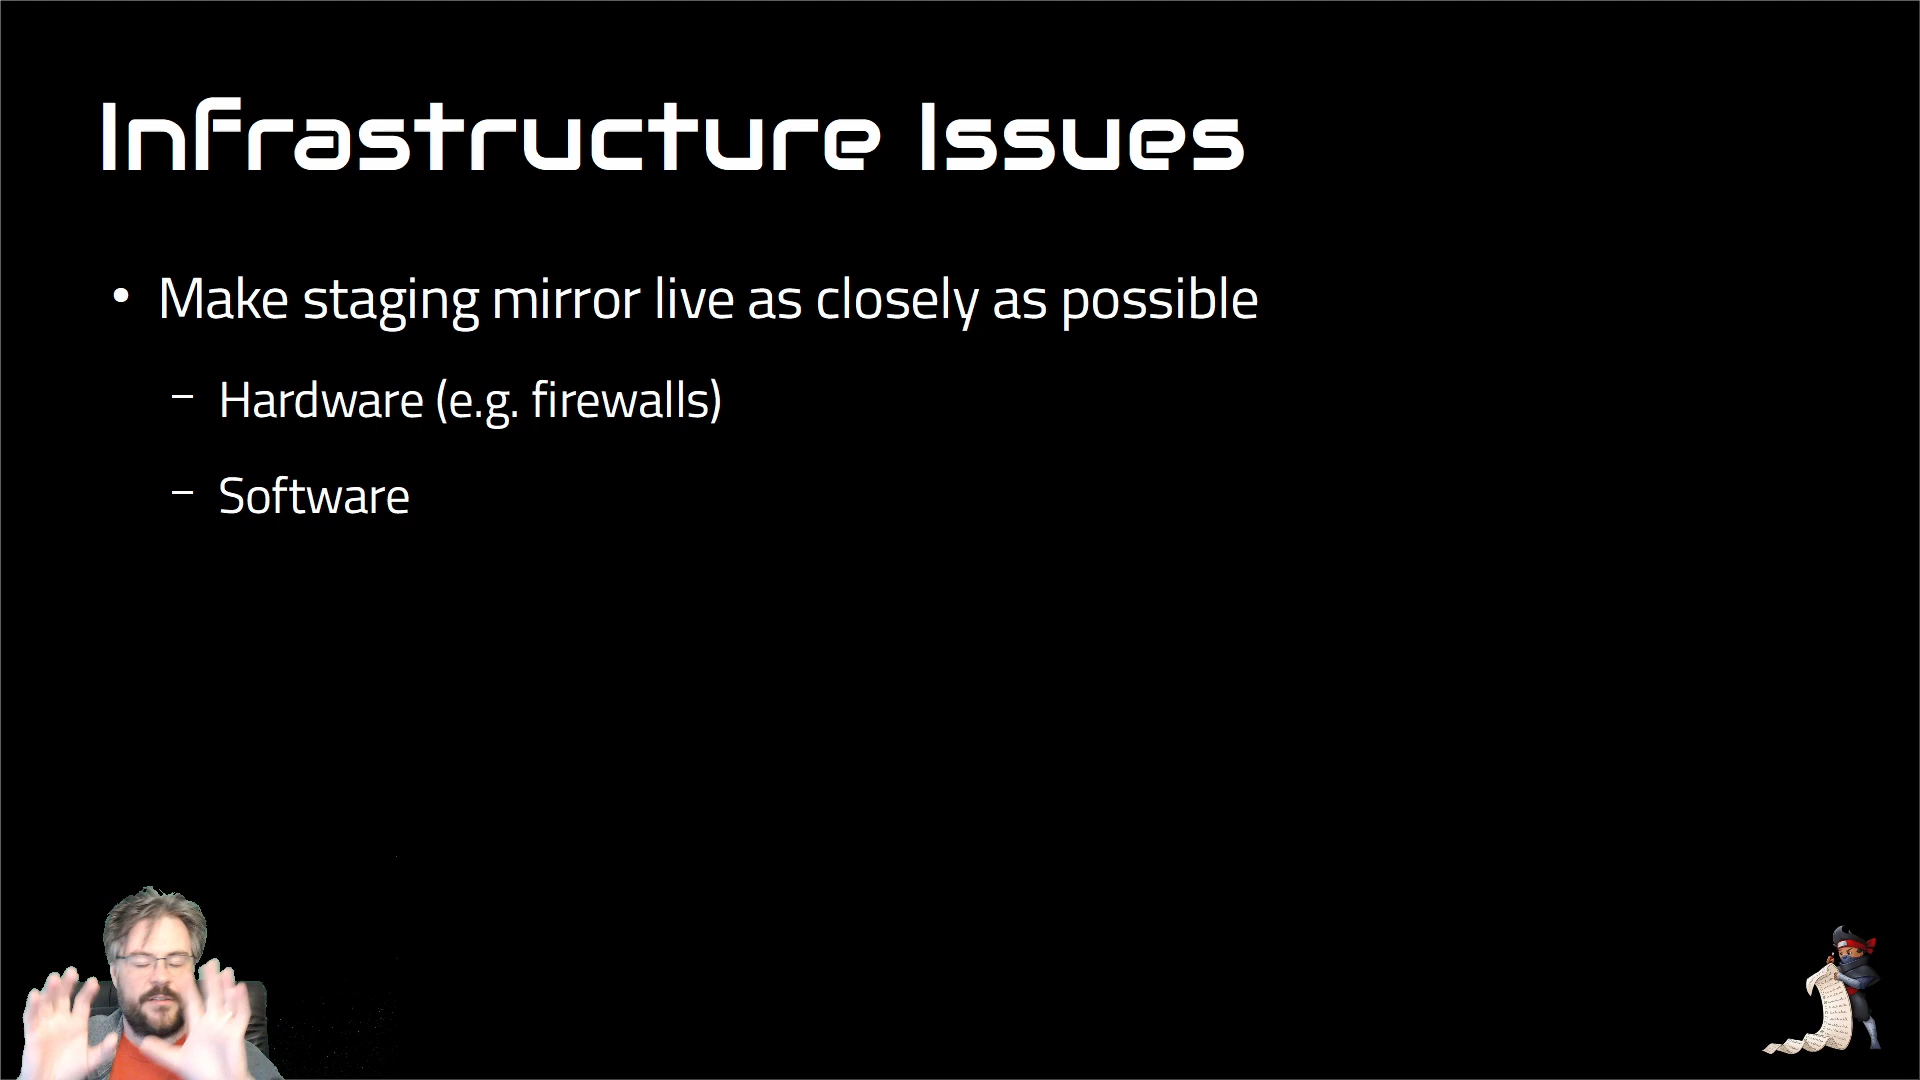 Infrastructure Issues
• Make staging mirror live as closely as possible
– Hardware (e.g. firewalls)
– Software